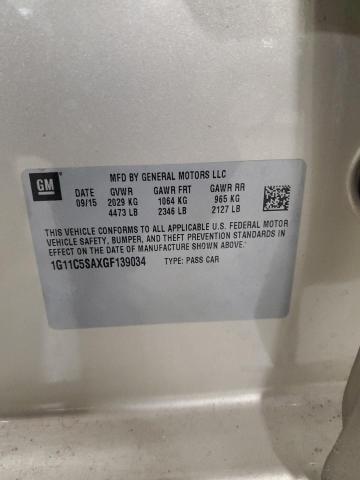 GM
MFD BY GENERAL MOTORS LLC
DATE GVWR GAWR FRT GAWR RR
09/15 2029 KG 1064 KG 965 KG
4473 LB 2346 LB 2127 LB
THIS VEHICLE CONFORMS TO ALL APPLICABLE U.S. FEDERAL MOTOR
VEHICLE SAFETY, BUMPER, AND THEFT PREVENTION STANDARDS
IN EFFECT ON THE DATE OF MANUFACTURE SHOWN ABOVE.
1G11C5SAXGF139034 TYPE: PASS CAR